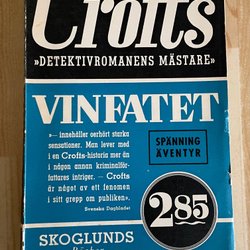 Crofts
»DETEKTIVROMANENS MÄSTARE»
VINFATET
»— innehåller oerhört starka
sensationer. Man lever med
i en Crofts-historia mer än
i någon annan kriminalför-
fattares intriger. — Crofts
är något av ett fenomen
i sitt grepp om publiken».
Svenska Dagbladet
SPÄNNING
ÄVENTYR
2.85
SKOGLUNDS